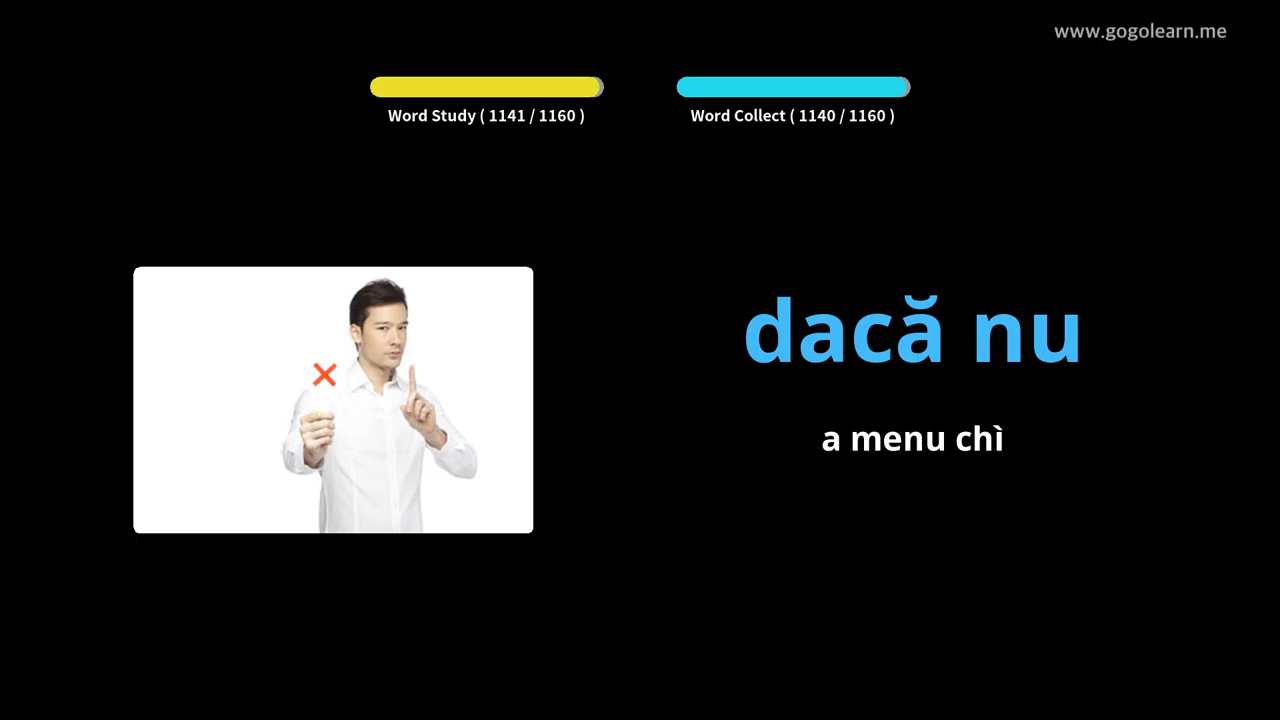 www.gogolearn.me
Word Study ( 1141 / 1160 )
Word Collect ( 1140 / 1160 )
dacă nu
a menu chì